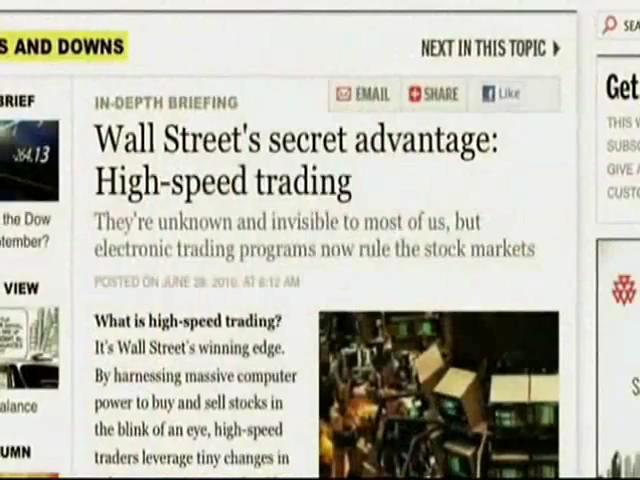 S AND DOWNS
NEXT IN THIS TOPIC
SEA
BRIEF
IN-DEPTH BRIEFING
EMAIL
SHARE
Like
Get
Wall Street's secret advantage:
High-speed trading
THIS W
SUBSC
GIVE A
CUSTO
264.13
They're unknown and invisible to most of us, but
electronic trading programs now rule the stock markets
the Dow
tember?
POSTED ON JUNE 28, 2010, AT 6:12 AM
VIEW
What is high-speed trading?
It's Wall Street's winning edge.
By harnessing massive computer
power to buy and sell stocks in
the blink of an eye, high-speed
traders leverage tiny changes in
alance
UMN
S